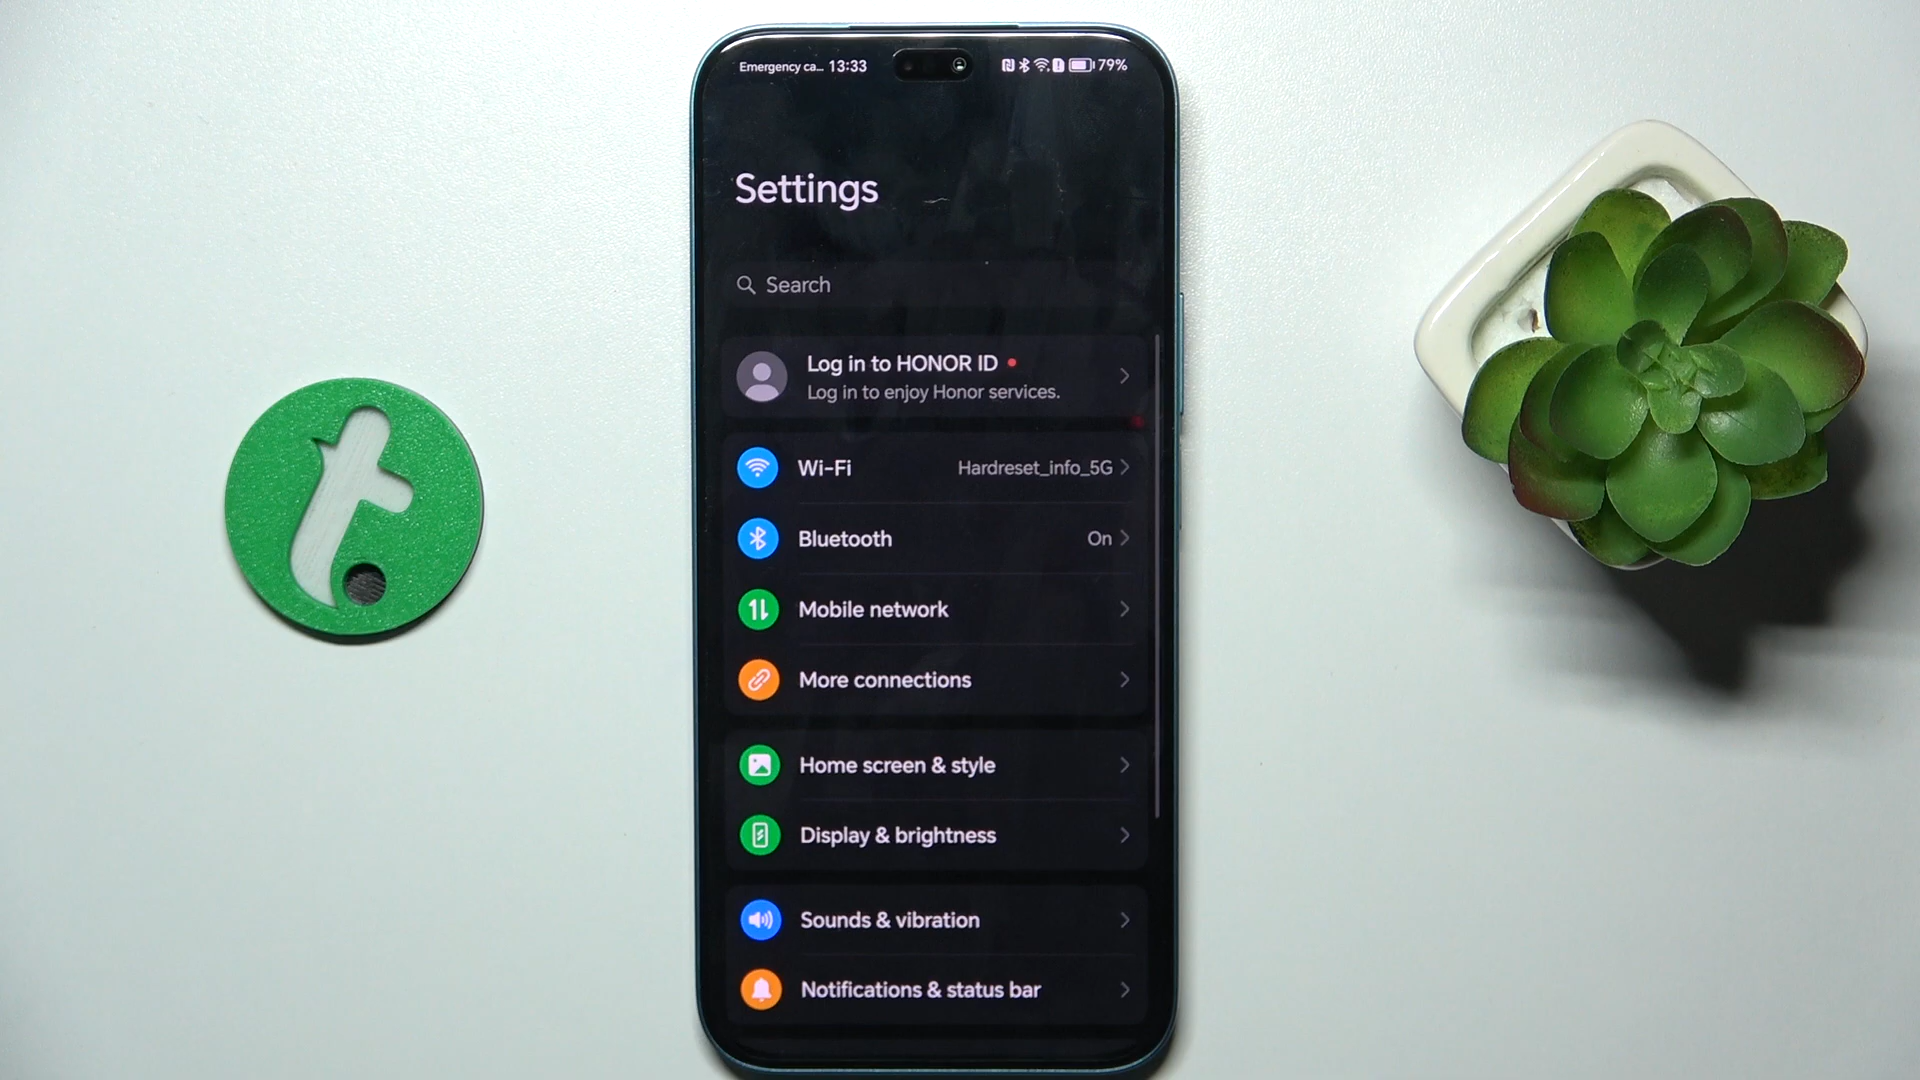 Emergency ca... 13:33 79%
Settings
Search
Log in to HONOR ID
Log in to enjoy Honor services.
Wi-Fi Hardreset_info_5G
Bluetooth On
Mobile network
More connections
Home screen & style
Display & brightness
Sounds & vibration
Notifications & status bar